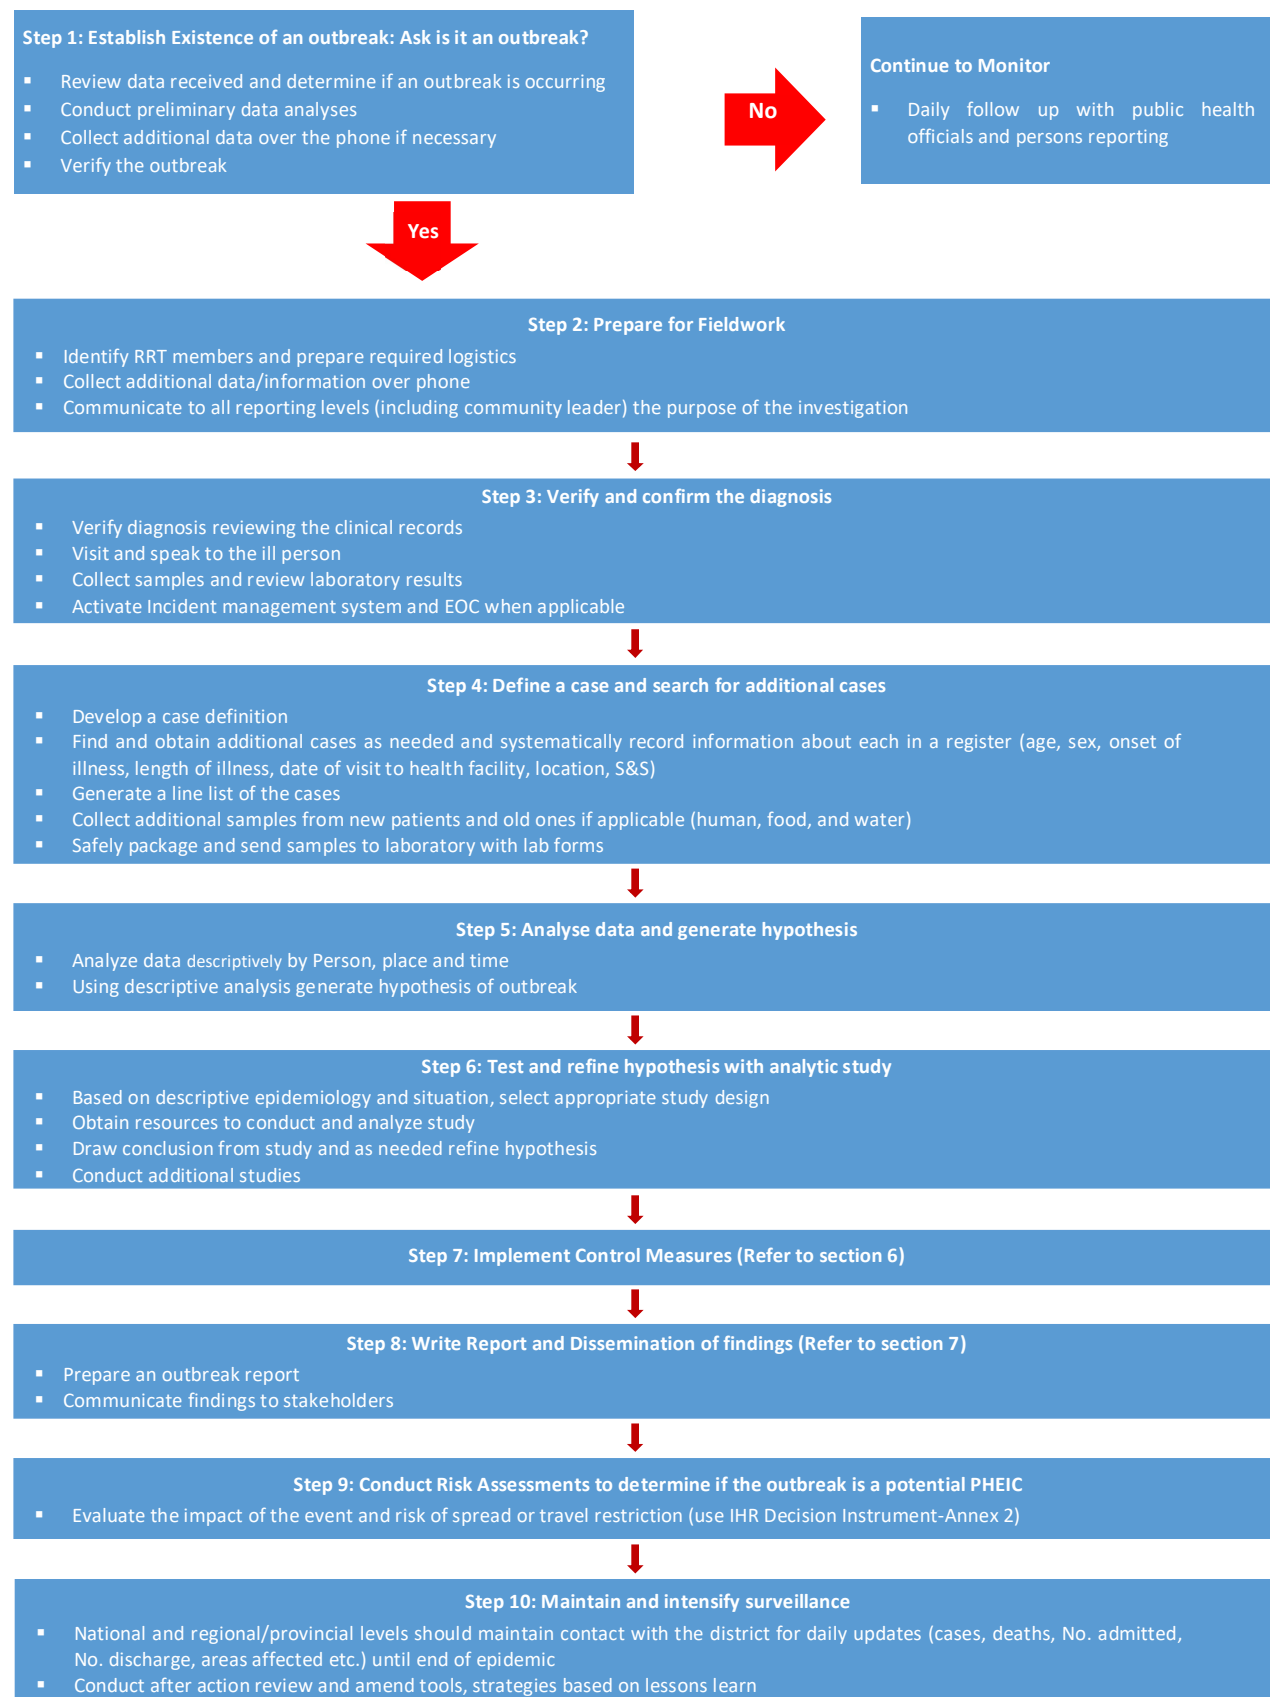 Step 1: Establish Existence of an outbreak: Ask is it an outbreak?
▪ Review data received and determine if an outbreak is occurring
▪ Conduct preliminary data analyses
▪ Collect additional data over the phone if necessary
▪ Verify the outbreak
No
Continue to Monitor
▪ Daily follow up with public health
officials and persons reporting
Yes
Step 2: Prepare for Fieldwork
▪ Identify RRT members and prepare required logistics
▪ Collect additional data/information over phone
▪ Communicate to all reporting levels (including community leader) the purpose of the investigation
Step 3: Verify and confirm the diagnosis
▪ Verify diagnosis reviewing the clinical records
▪ Visit and speak to the ill person
▪ Collect samples and review laboratory results
▪ Activate Incident management system and EOC when applicable
Step 4: Define a case and search for additional cases
▪ Develop a case definition
▪ Find and obtain additional cases as needed and systematically record information about each in a register (age, sex, onset of
illness, length of illness, date of visit to health facility, location, S&S)
▪ Generate a line list of the cases
▪ Collect additional samples from new patients and old ones if applicable (human, food, and water)
▪ Safely package and send samples to laboratory with lab forms
Step 5: Analyse data and generate hypothesis
▪ Analyze data descriptively by Person, place and time
▪ Using descriptive analysis generate hypothesis of outbreak
Step 6: Test and refine hypothesis with analytic study
▪ Based on descriptive epidemiology and situation, select appropriate study design
▪ Obtain resources to conduct and analyze study
▪ Draw conclusion from study and as needed refine hypothesis
▪ Conduct additional studies
Step 7: Implement Control Measures (Refer to section 6)
Step 8: Write Report and Dissemination of findings (Refer to section 7)
▪ Prepare an outbreak report
▪ Communicate findings to stakeholders
Step 9: Conduct Risk Assessments to determine if the outbreak is a potential PHEIC
▪ Evaluate the impact of the event and risk of spread or travel restriction (use IHR Decision Instrument-Annex 2)
Step 10: Maintain and intensify surveillance
▪ National and regional/provincial levels should maintain contact with the district for daily updates (cases, deaths, No. admitted,
No. discharge, areas affected etc.) until end of epidemic
▪ Conduct after action review and amend tools, strategies based on lessons learn